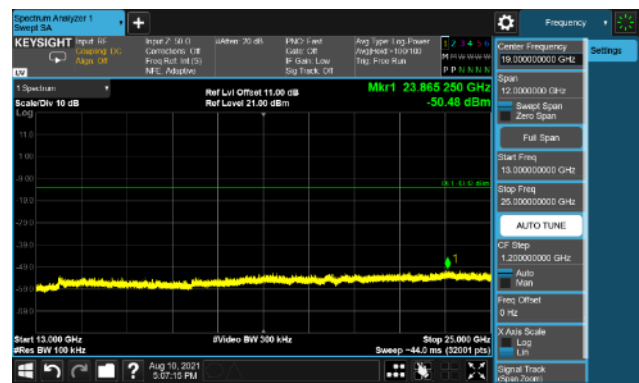 Spectrum Analyzer 1
Swept SA
Frequency
KEYSIGHT
Input: RF
Coupling: DC
Align: Off
Input Z: 50 Ω
Corrections: Off
Freq Ref: Int (S)
NFE: Adaptive
#Atten: 20 dB
PNO: Fast
Gate: Off
IF Gain: Low
Sig Track: Off
Avg Type: Log-Power
Avg|Hold: >100/100
Trig: Free Run
1 2 3 4 5 6
M W W W W W
P P N N N N
Center Frequency
19.000000000 GHz
Settings
1 Spectrum
Scale/Div 10 dB
Log
Ref Lvl Offset 11.00 dB
Ref Level 21.00 dBm
Mkr1 23.865 250 GHz
-50.48 dBm
Span
12.0000000 GHz
Swept Span
Zero Span
Full Span
Start Freq
13.000000000 GHz
Stop Freq
25.000000000 GHz
AUTO TUNE
CF Step
1.200000000 GHz
Auto
Man
Freq Offset
0 Hz
X Axis Scale
Log
Lin
Signal Track
(Span Zoom)
11.0
1.00
-9.00
-19.0
-29.0
-39.0
-49.0
-59.0
-69.0
1
Start 13.000 GHz
#Res BW 100 kHz
#Video BW 300 kHz
Stop 25.000 GHz
Sweep ~44.0 ms (32001 pts)
?
Aug 10, 2021
5:07:15 PM